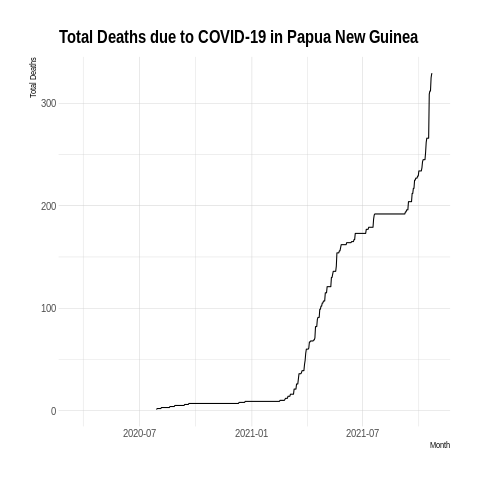 Total Deaths due to COVID-19 in Papua New Guinea
Total Deaths
300
200
100
0
2020-07 2021-01 2021-07
Month